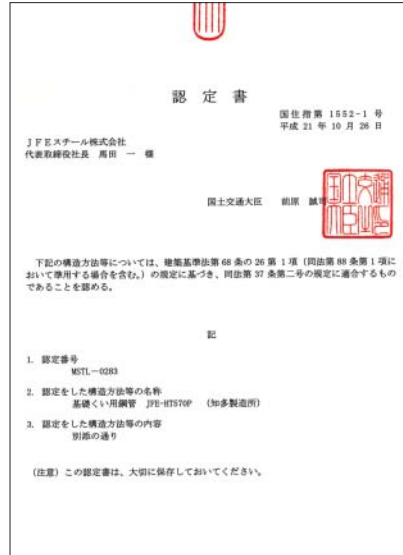 認定書
国住指第 1552-1 号
平成 21 年 10 月 26 日
JFEスチール株式会社
代表取締役社長 馬田 一 様
国土交通大臣 前原 誠司
下記の構造方法等については、建築基準法第 68 条の 26 第 1 項（同法第 88 条第 1 項に
おいて準用する場合を含む。）の規定に基づき、同法第 37 条第二号の規定に適合するもの
であることを認める。
記
1. 認定番号
MSTL-0283
2. 認定をした構造方法等の名称
基礎くい用鋼管 JFE-HT570P （知多製造所）
3. 認定をした構造方法等の内容
別添の通り
（注意）この認定書は、大切に保存しておいてください。